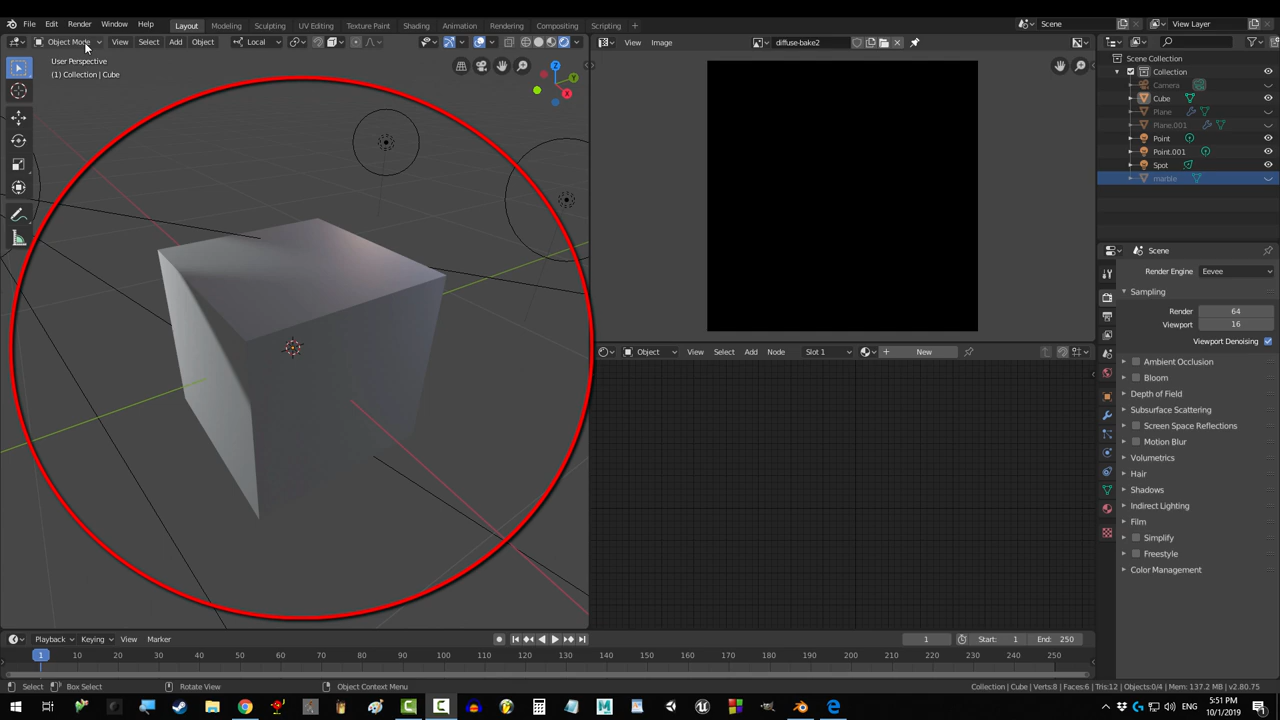 File Edit Render Window Help Layout Modeling Sculpting UV Editing Texture Paint Shading Animation Rendering Compositing Scripting Scene View Layer
Object Mode View Select Add Object Local View Image diffuse-bake2
User Perspective
(1) Collection | Cube
Z
Y
X
Scene Collection
Collection
Camera
Cube
Plane
Plane.001
Point
Point.001
Spot
marble
Scene
Render Engine Eevee
Sampling
Render 64
Viewport 16
Viewport Denoising
Ambient Occlusion
Bloom
Depth of Field
Subsurface Scattering
Screen Space Reflections
Motion Blur
Volumetrics
Hair
Shadows
Indirect Lighting
Film
Simplify
Freestyle
Color Management
Object View Select Add Node Slot 1 New
Playback Keying View Marker 1 Start: 1 End: 250
1 10 20 30 40 50 60 70 80 90 100 110 120 130 140 150 160 170 180 190 200 210 220 230 240 250
Select Box Select Rotate View Object Context Menu Collection | Cube | Verts:8 | Faces:6 | Tris:12 | Objects:0/4 | Mem: 137.2 MB | v2.80.75
ENG 5:51 PM
10/1/2019